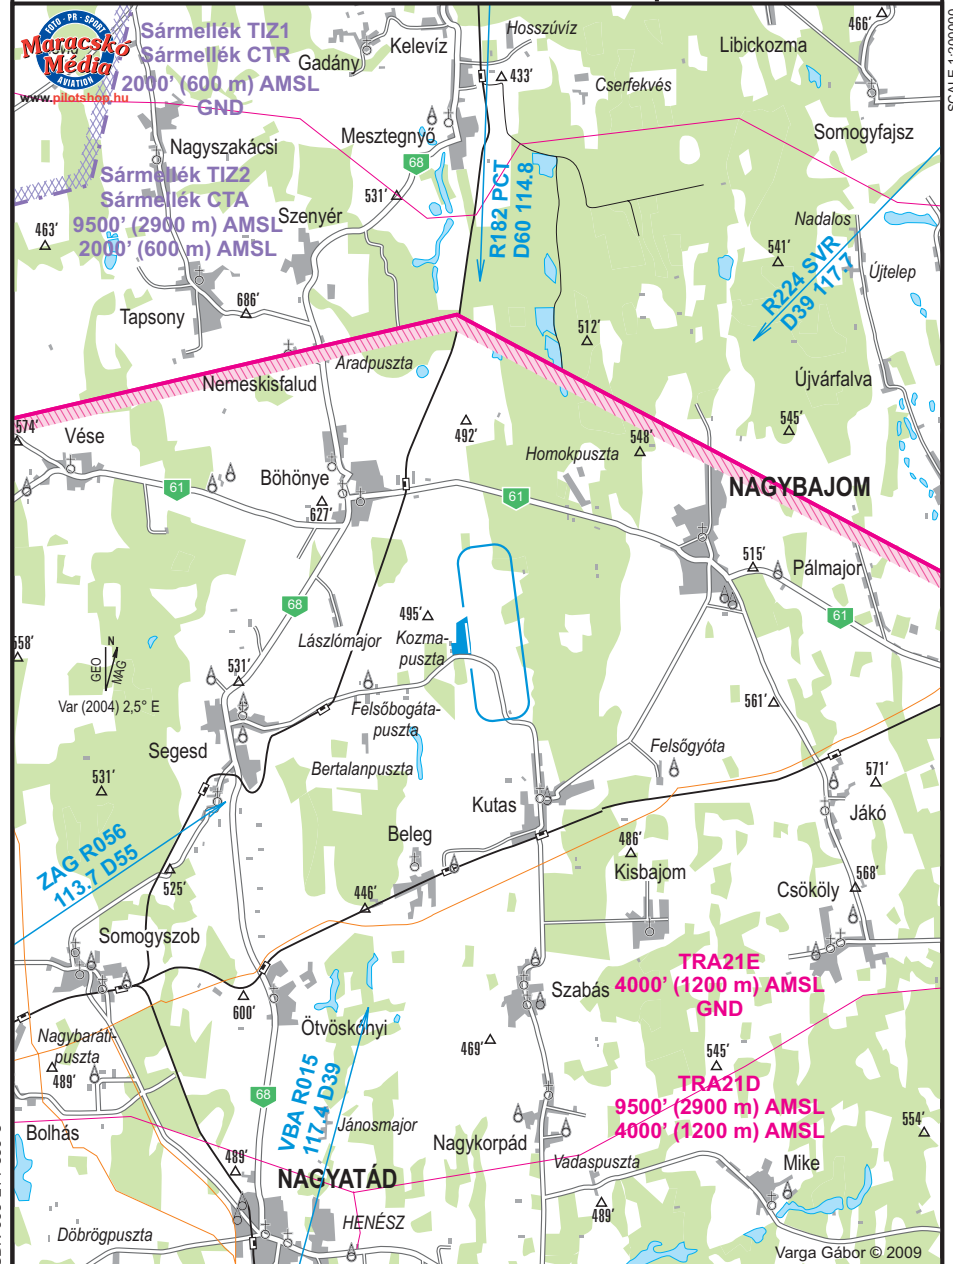 FOTO - PR - SPORT
Maracskó
Média
AVIATION
www.pilotshop.hu
Sármellék TIZ1
Sármellék CTR
2000' (600 m) AMSL
GND
Gadány
Kelevíz
Hosszúvíz
433'
Cserfekvés
Libickozma
466'
SCALE 1:200000
Somogyfajsz
Mesztegnyő
68
Nagyszakácsi
Sármellék TIZ2
Sármellék CTA
9500' (2900 m) AMSL
2000' (600 m) AMSL
531'
Szenyér
463'
R182 PCT
D60 114.8
Nadalos
541'
Újtelep
R224 SVR
D39 117.7
686'
Tapsony
512'
Aradpuszta
Nemeskisfalud
Újvárfalva
574'
Vése
492'
548'
545'
Homokpuszta
Böhönye
61
627'
61
NAGYBAJOM
515'
Pálmajor
68
61
495'
Kozma-
puszta
Lászlómajor
558'
GEO
N
MAG
Var (2004) 2,5° E
531'
Felsőbogáta-
puszta
561'
Segesd
Bertalanpuszta
Felsőgyóta
531'
571'
Kutas
Jákó
Beleg
486'
ZAG R056
113.7 D55
525'
446'
Kisbajom
568'
Csököly
Somogyszob
TRA21E
4000' (1200 m) AMSL
GND
Szabás
600'
Ötvöskónyi
Nagybaráti-
puszta
489'
469'
545'
TRA21D
9500' (2900 m) AMSL
4000' (1200 m) AMSL
68
VBA R015
117.4 D39
Jánosmajor
554'
Bolhás
Nagykorpád
489'
Vadaspuszta
Mike
NAGYATÁD
489'
HENÉSZ
Döbrögpuszta
Varga Gábor © 2009